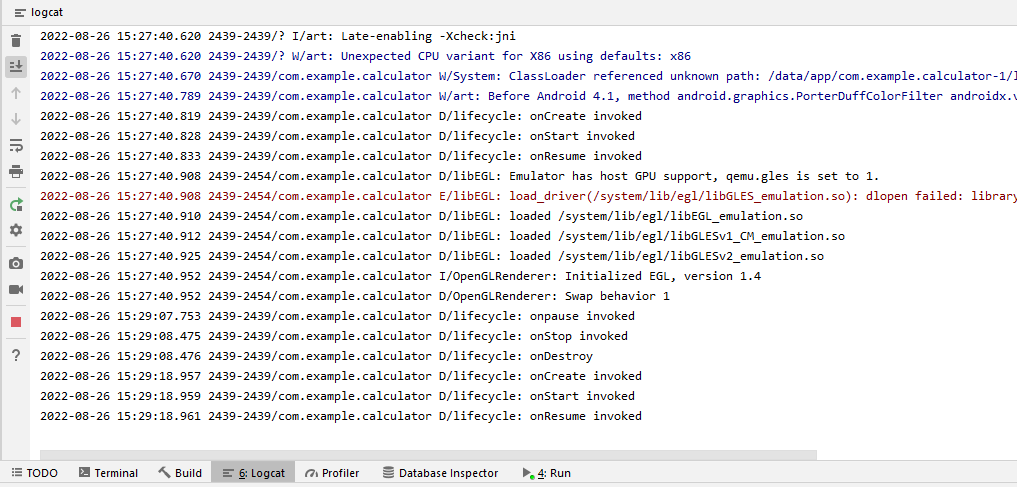 logcat
2022-08-26 15:27:40.620 2439-2439/? I/art: Late-enabling -Xcheck:jni
2022-08-26 15:27:40.620 2439-2439/? W/art: Unexpected CPU variant for X86 using defaults: x86
2022-08-26 15:27:40.670 2439-2439/com.example.calculator W/System: ClassLoader referenced unknown path: /data/app/com.example.calculator-1/l
2022-08-26 15:27:40.789 2439-2439/com.example.calculator W/art: Before Android 4.1, method android.graphics.PorterDuffColorFilter androidx.v
2022-08-26 15:27:40.819 2439-2439/com.example.calculator D/lifecycle: onCreate invoked
2022-08-26 15:27:40.828 2439-2439/com.example.calculator D/lifecycle: onStart invoked
2022-08-26 15:27:40.833 2439-2439/com.example.calculator D/lifecycle: onResume invoked
2022-08-26 15:27:40.908 2439-2454/com.example.calculator D/libEGL: Emulator has host GPU support, qemu.gles is set to 1.
2022-08-26 15:27:40.908 2439-2454/com.example.calculator E/libEGL: load_driver(/system/lib/egl/libGLES_emulation.so): dlopen failed: library
2022-08-26 15:27:40.910 2439-2454/com.example.calculator D/libEGL: loaded /system/lib/egl/libEGL_emulation.so
2022-08-26 15:27:40.912 2439-2454/com.example.calculator D/libEGL: loaded /system/lib/egl/libGLESv1_CM_emulation.so
2022-08-26 15:27:40.925 2439-2454/com.example.calculator D/libEGL: loaded /system/lib/egl/libGLESv2_emulation.so
2022-08-26 15:27:40.952 2439-2454/com.example.calculator I/OpenGLRenderer: Initialized EGL, version 1.4
2022-08-26 15:27:40.952 2439-2454/com.example.calculator D/OpenGLRenderer: Swap behavior 1
2022-08-26 15:29:07.753 2439-2439/com.example.calculator D/lifecycle: onpause invoked
2022-08-26 15:29:08.475 2439-2439/com.example.calculator D/lifecycle: onStop invoked
2022-08-26 15:29:08.476 2439-2439/com.example.calculator D/lifecycle: onDestroy
2022-08-26 15:29:18.957 2439-2439/com.example.calculator D/lifecycle: onCreate invoked
2022-08-26 15:29:18.959 2439-2439/com.example.calculator D/lifecycle: onStart invoked
2022-08-26 15:29:18.961 2439-2439/com.example.calculator D/lifecycle: onResume invoked
TODO Terminal Build 6: Logcat Profiler Database Inspector 4: Run